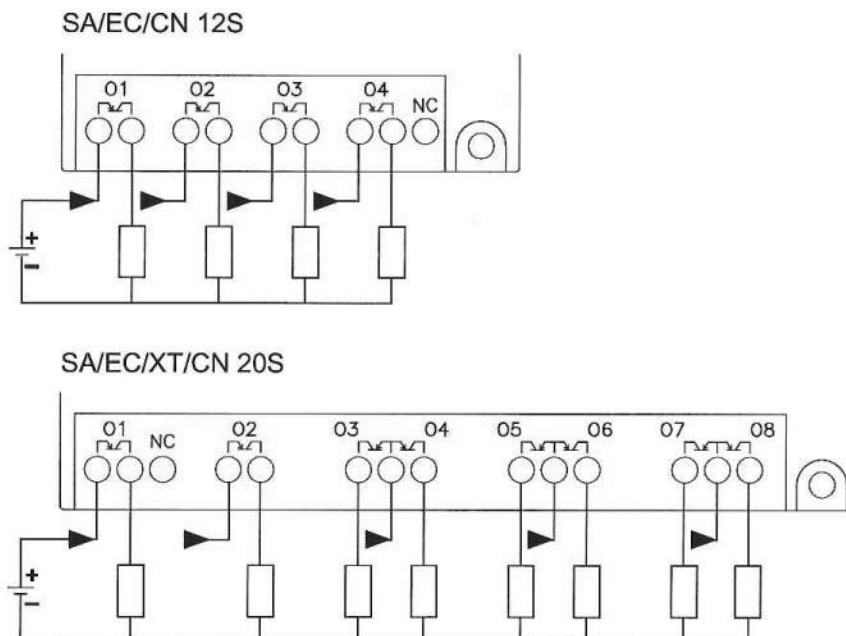 SA/EC/CN 12S
O1 O2 O3 O4 NC
+
−
SA/EC/XT/CN 20S
O1 NC O2 O3 O4 O5 O6 O7 O8
+
−